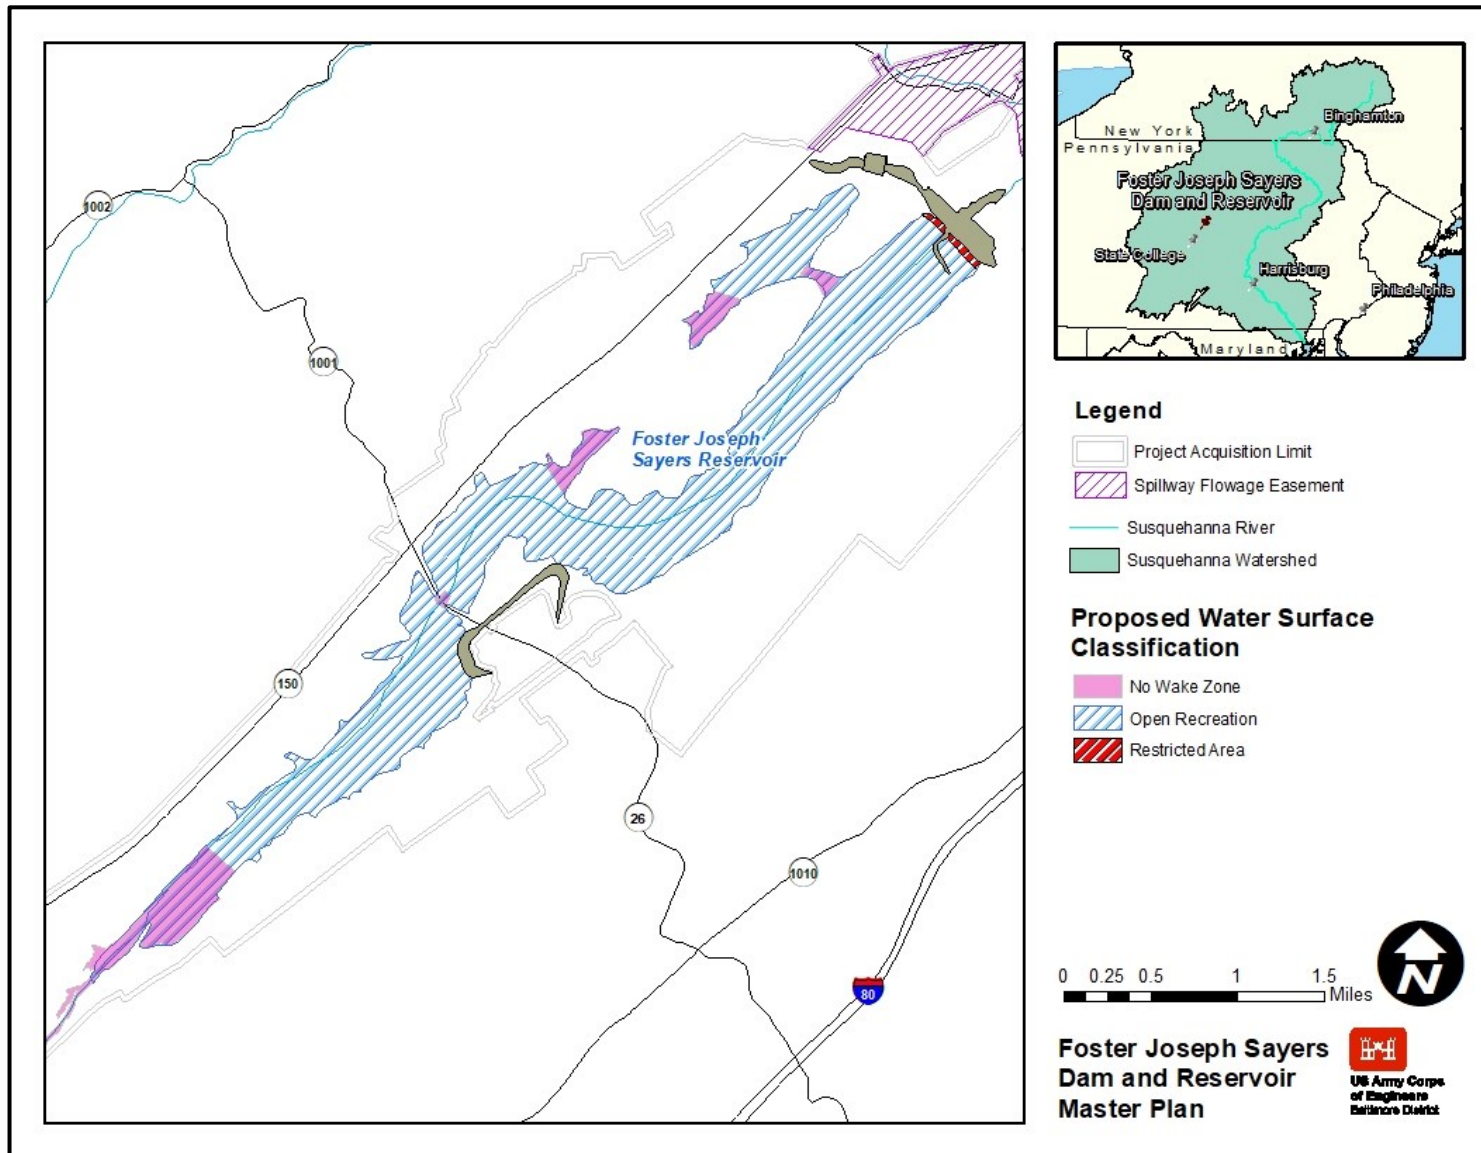 1002
1001
150
26
1010
80
Foster Joseph
Sayers Reservoir
New York
Pennsylvania
Binghamton
Foster Joseph Sayers
Dam and Reservoir
State College
Harrisburg
Philadelphia
Maryland
Legend
Project Acquisition Limit
Spillway Flowage Easement
Susquehanna River
Susquehanna Watershed
Proposed Water Surface
Classification
No Wake Zone
Open Recreation
Restricted Area
0 0.25 0.5 1 1.5
Miles
N
Foster Joseph Sayers
Dam and Reservoir
Master Plan
US Army Corps
of Engineers
Baltimore District